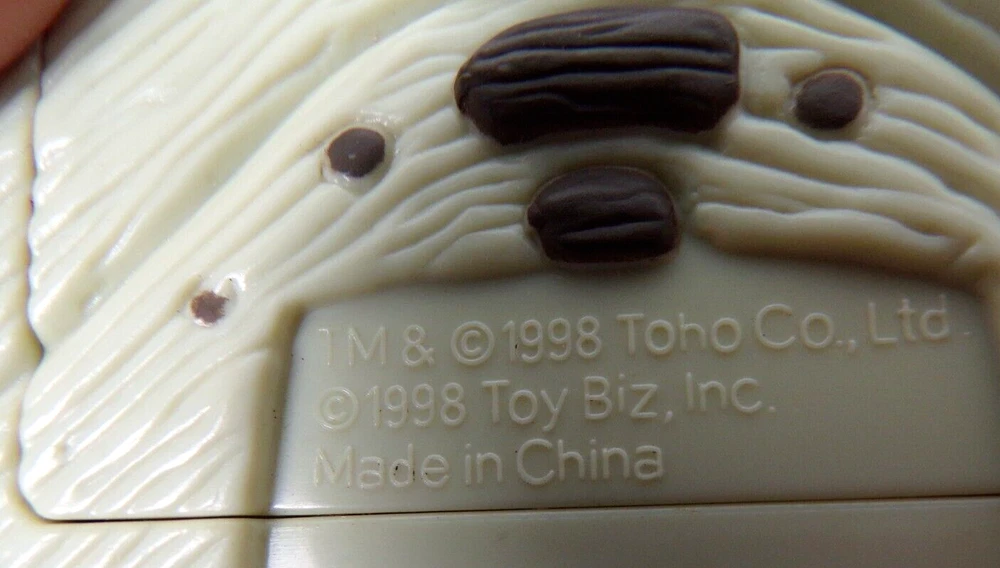 TM & ©1998 Toho Co., Ltd.
©1998 Toy Biz, Inc.
Made in China